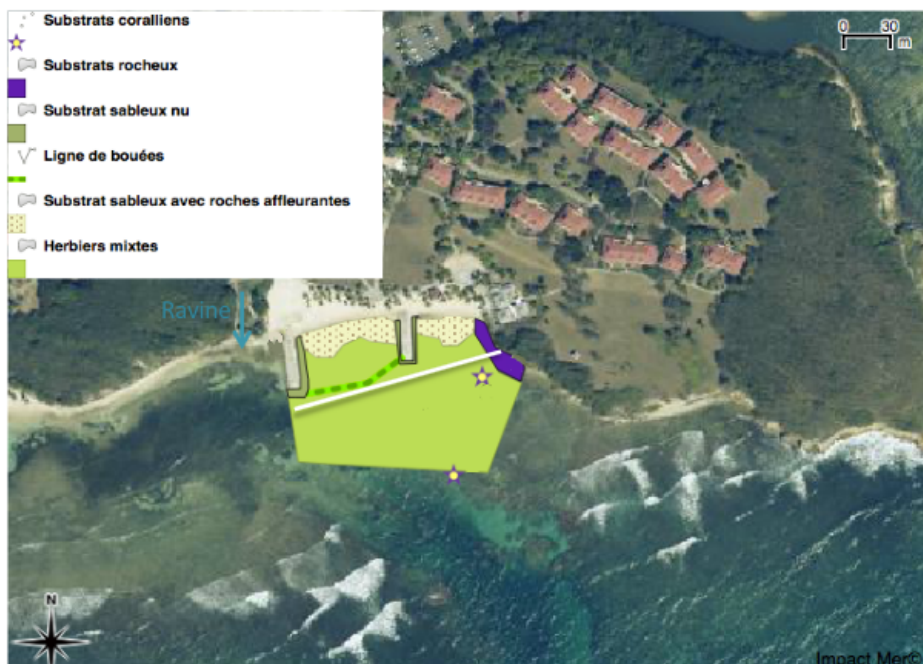 Substrats coralliens
Substrats rocheux
Substrat sableux nu
Ligne de bouées
Substrat sableux avec roches affleurantes
Herbiers mixtes
0 30
m
Ravine
N
Impact Mer